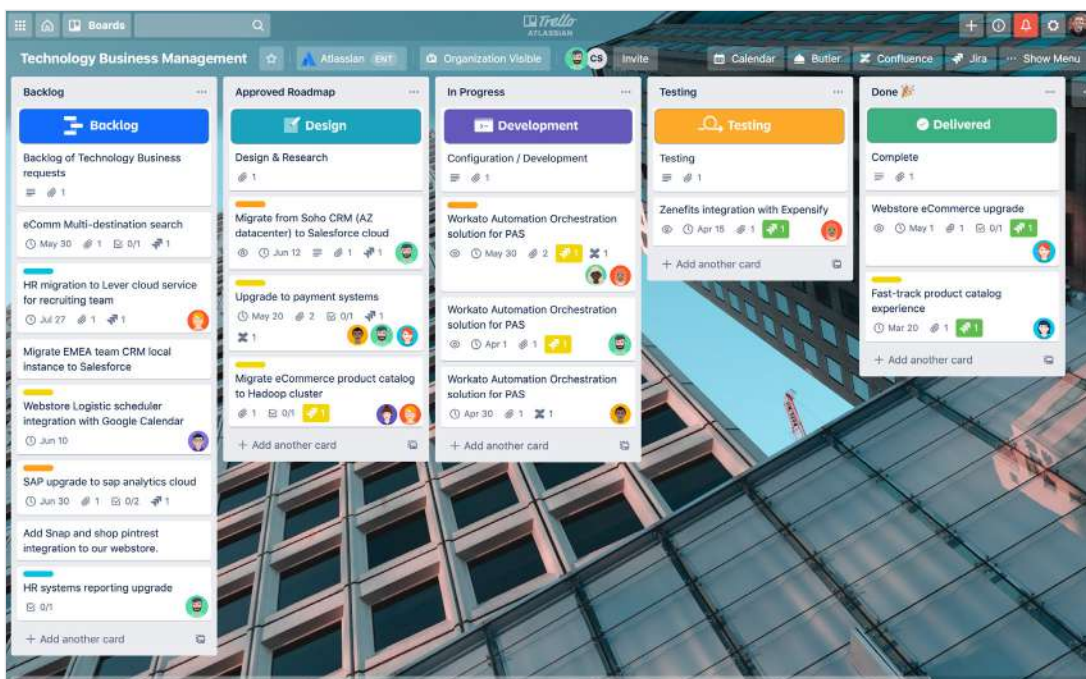 Boards
Trello
ATLASSIAN
Technology Business Management
Atlassian ENT
Organization Visible
CS
Invite
Calendar
Butler
Confluence
Jira
Show Menu
Backlog
Backlog
Backlog of Technology Business
requests
1
eComm Multi-destination search
May 30 1 0/1 1
HR migration to Lever cloud service
for recruiting team
Jul 27 1 1
Migrate EMEA team CRM local
instance to Salesforce
Webstore Logistic scheduler
integration with Google Calendar
Jun 10
SAP upgrade to sap analytics cloud
Jun 30 1 0/2 1
Add Snap and shop pintrest
integration to our webstore.
HR systems reporting upgrade
0/1
+ Add another card
Approved Roadmap
Design
Design & Research
1
Migrate from Soho CRM (AZ
datacenter) to Salesforce cloud
Jun 12 1 1
Upgrade to payment systems
May 20 2 0/1 1
1
Migrate eCommerce product catalog
to Hadoop cluster
1 0/1 1
+ Add another card
In Progress
Development
Configuration / Development
1
Workato Automation Orchestration
solution for PAS
May 30 2 1 1
Workato Automation Orchestration
solution for PAS
Apr 1 1 1
Workato Automation Orchestration
solution for PAS
Apr 30 1 1
+ Add another card
Testing
Testing
Testing
1
Zenefits integration with Expensify
Apr 15 1 1
+ Add another card
Done
Delivered
Complete
1
Webstore eCommerce upgrade
May 1 1 0/1 1
Fast-track product catalog
experience
Mar 20 1 1
+ Add another card